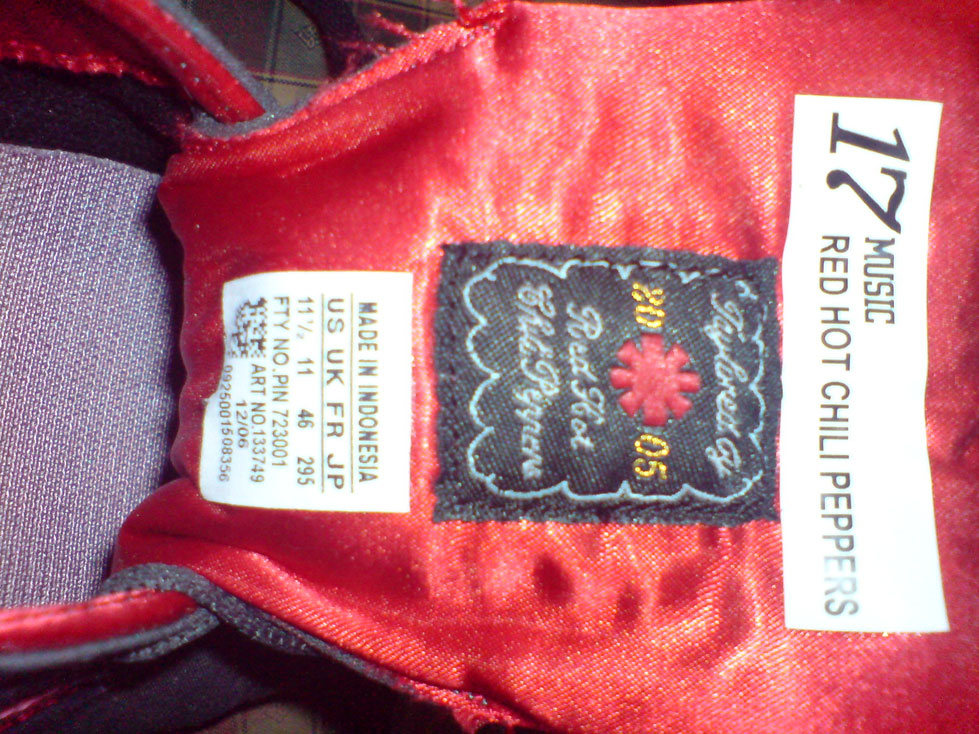 17 MUSIC
RED HOT CHILI PEPPERS
20 05
Red Hot
Chili Peppers
MADE IN INDONESIA
US UK FR JP
11½ 11 46 295
FTY NO.PIN 723001
ART NO.133749
12/06
0925001508356